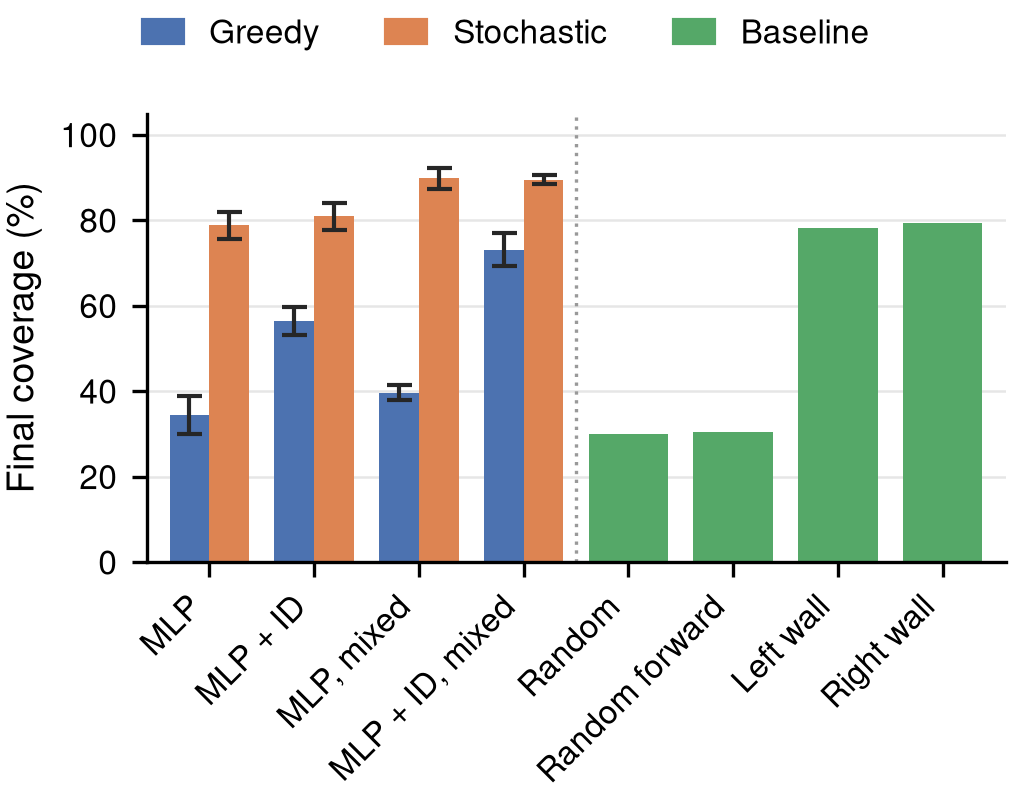 Greedy Stochastic Baseline
Final coverage (%)
100
80
60
40
20
0
MLP
MLP + ID
MLP, mixed
MLP + ID, mixed
Random
Random forward
Left wall
Right wall